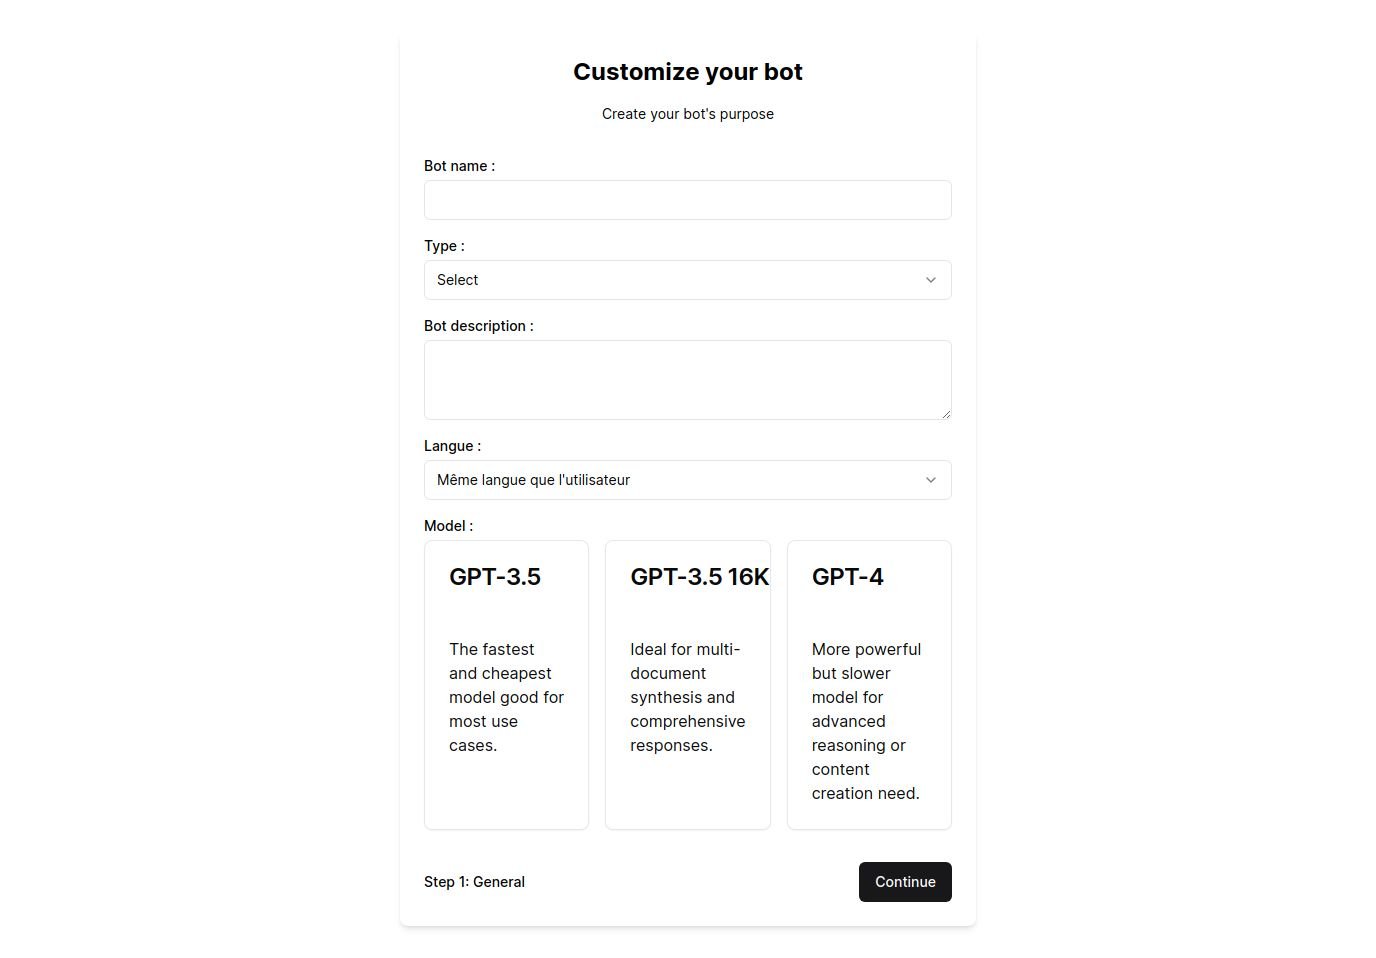 Customize your bot
Create your bot's purpose
Bot name :
Type :
Select
Bot description :
Langue :
Même langue que l'utilisateur
Model :
GPT-3.5
The fastest
and cheapest
model good for
most use
cases.
GPT-3.5 16K
Ideal for multi-
document
synthesis and
comprehensive
responses.
GPT-4
More powerful
but slower
model for
advanced
reasoning or
content
creation need.
Step 1: General
Continue